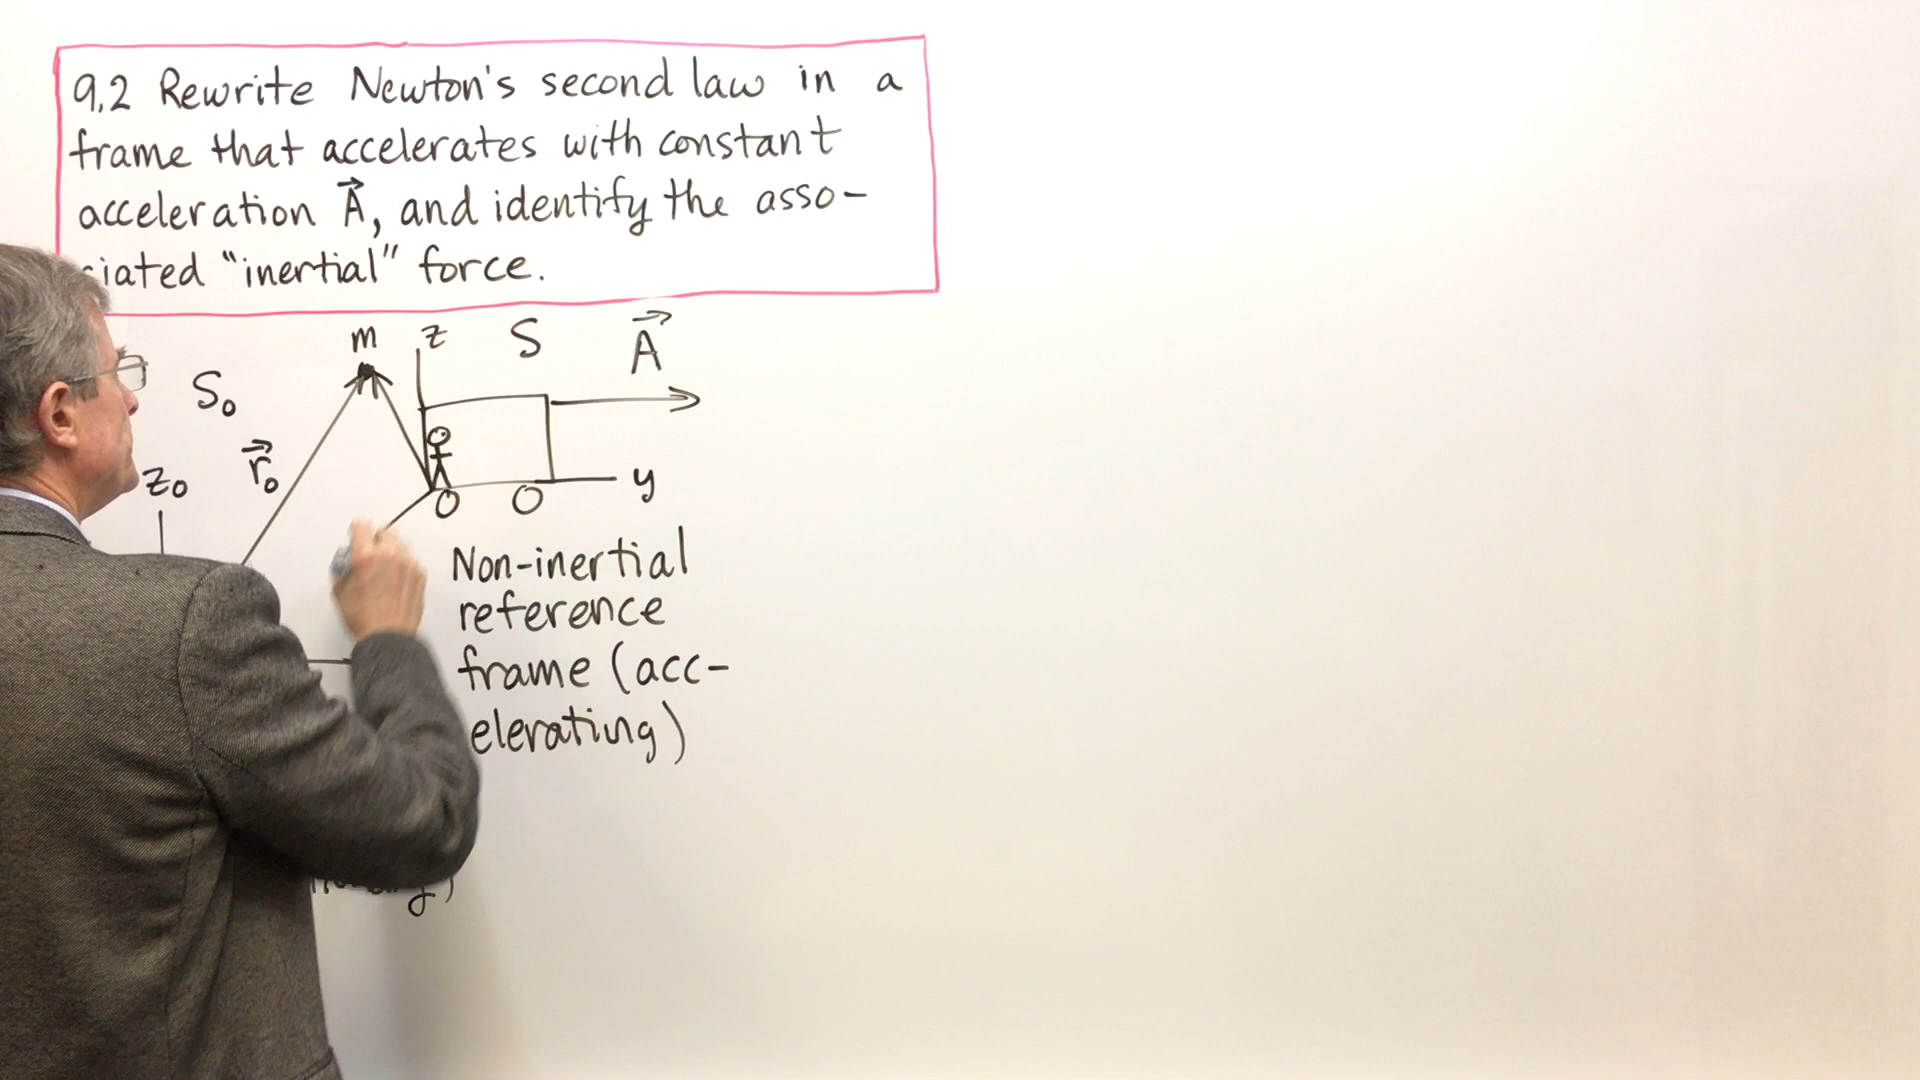 9.2 Rewrite Newton's second law in a
frame that accelerates with constant
acceleration A⃗, and identify the asso-
ciated "inertial" force.
m z S A⃗
S₀
r⃗₀
z₀ y
Non-inertial
reference
frame (acc-
elerating)